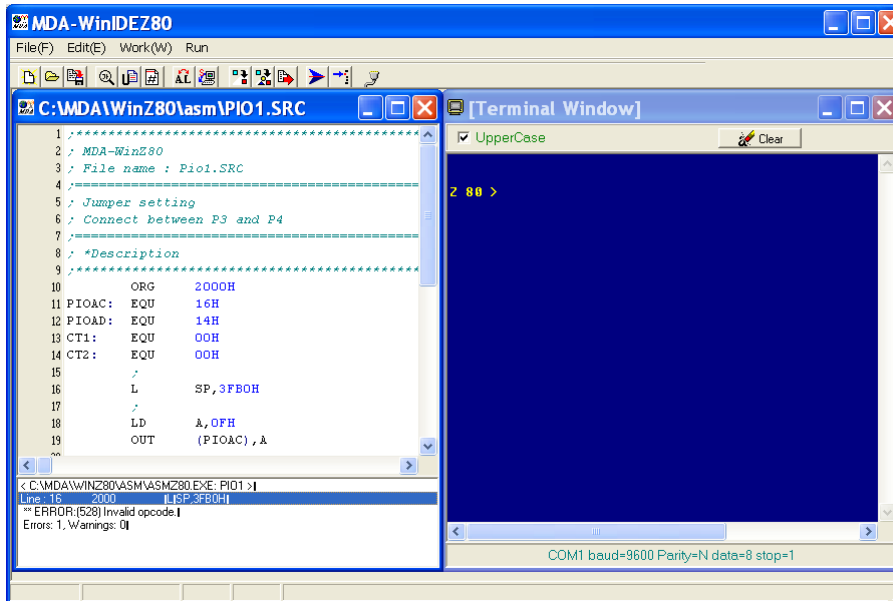 MDA-WinIDEZ80
File(F) Edit(E) Work(W) Run
C:\MDA\WinZ80\asm\PIO1.SRC
1 ;*******************************************
2 ; MDA-WinZ80
3 ; File name : Pio1.SRC
4 ;===========================================
5 ; Jumper setting
6 ; Connect between P3 and P4
7 ;===========================================
8 ; *Description
9 ;*******************************************
10 ORG 2000H
11 PIOAC: EQU 16H
12 PIOAD: EQU 14H
13 CT1: EQU 00H
14 CT2: EQU 00H
15 ;
16 L SP,3FB0H
17 ;
18 LD A,0FH
19 OUT (PIOAC),A
< C:\MDA\WINZ80\ASM\ASMZ80.EXE: PIO1 >
Line : 16 2000 L SP,3FB0H
** ERROR:(528) Invalid opcode.
Errors: 1, Warnings: 0
[Terminal Window]
UpperCase
Clear
Z 80 >
COM1 baud=9600 Parity=N data=8 stop=1